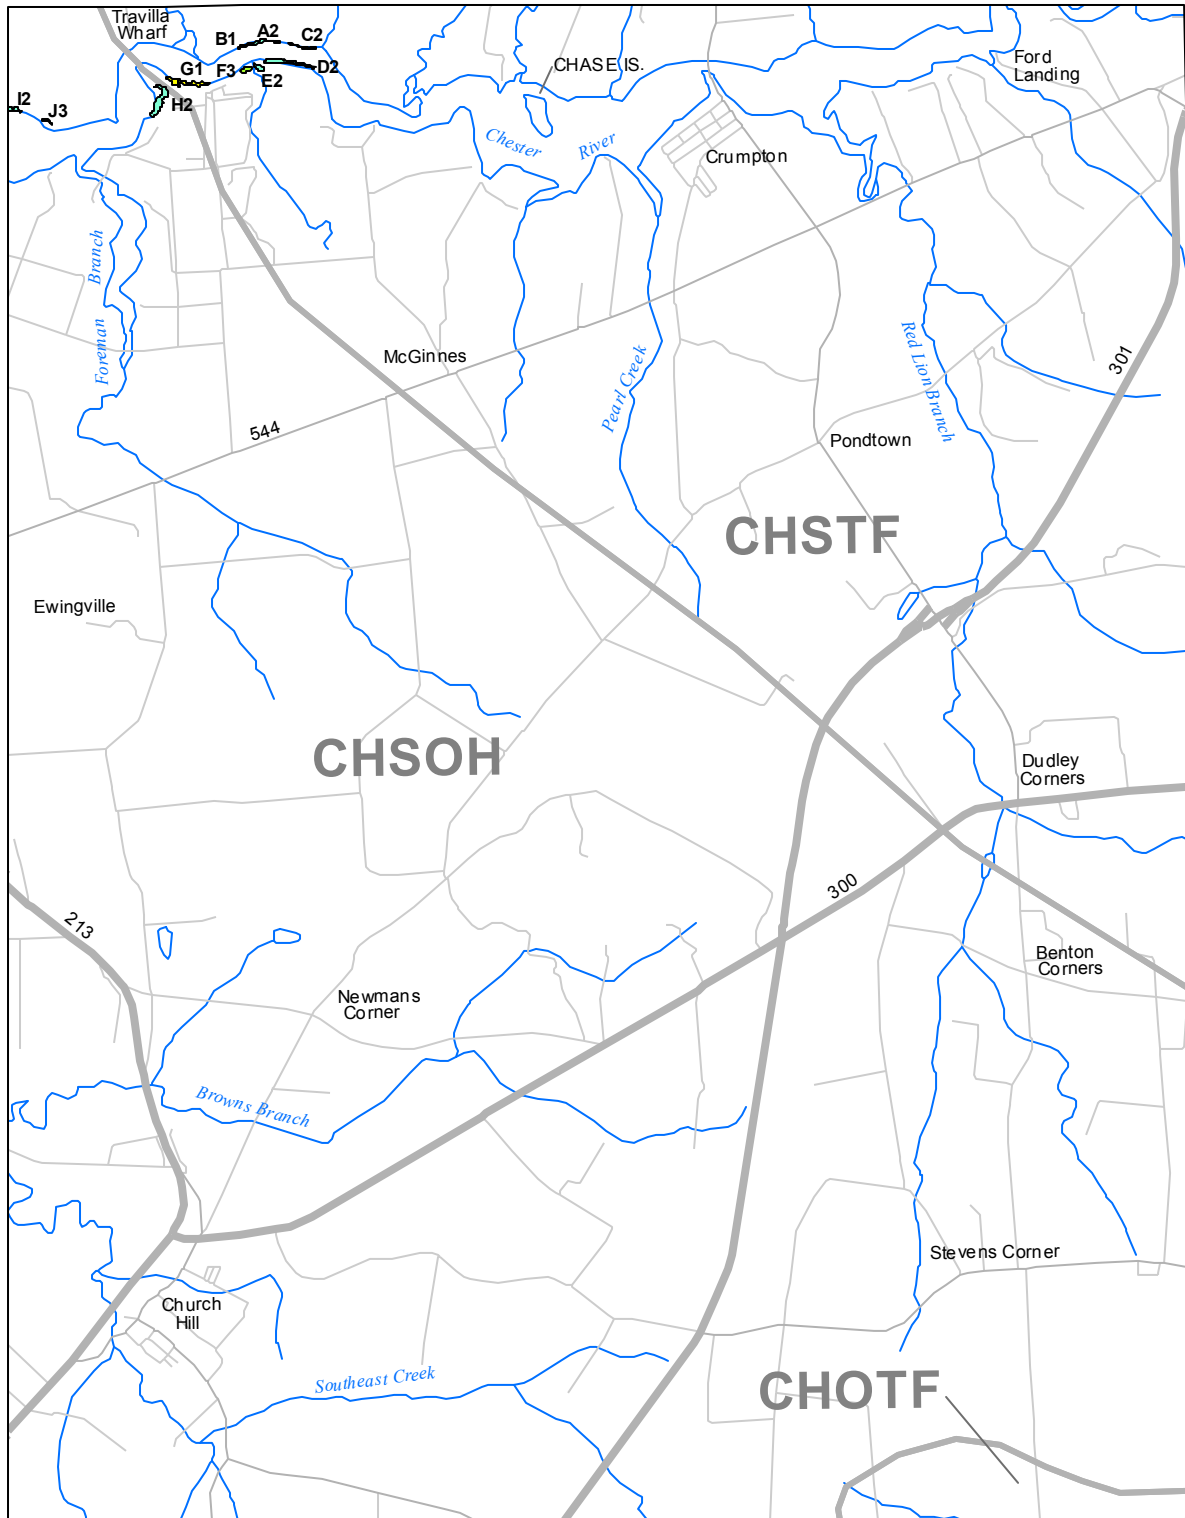 Travilla
Wharf
B1
A2
C2
G1
F3
E2
D2
CHASE IS.
Ford
Landing
I2
J3
H2
Chester
River
Crumpton
Foreman
Branch
McGinnes
Pearl Creek
Red Lion Branch
301
544
Pondtown
CHSTF
Ewingville
CHSOH
Dudley
Corners
300
213
Benton
Corners
Newmans
Corner
Browns Branch
Stevens Corner
Church
Hill
Southeast Creek
CHOTF